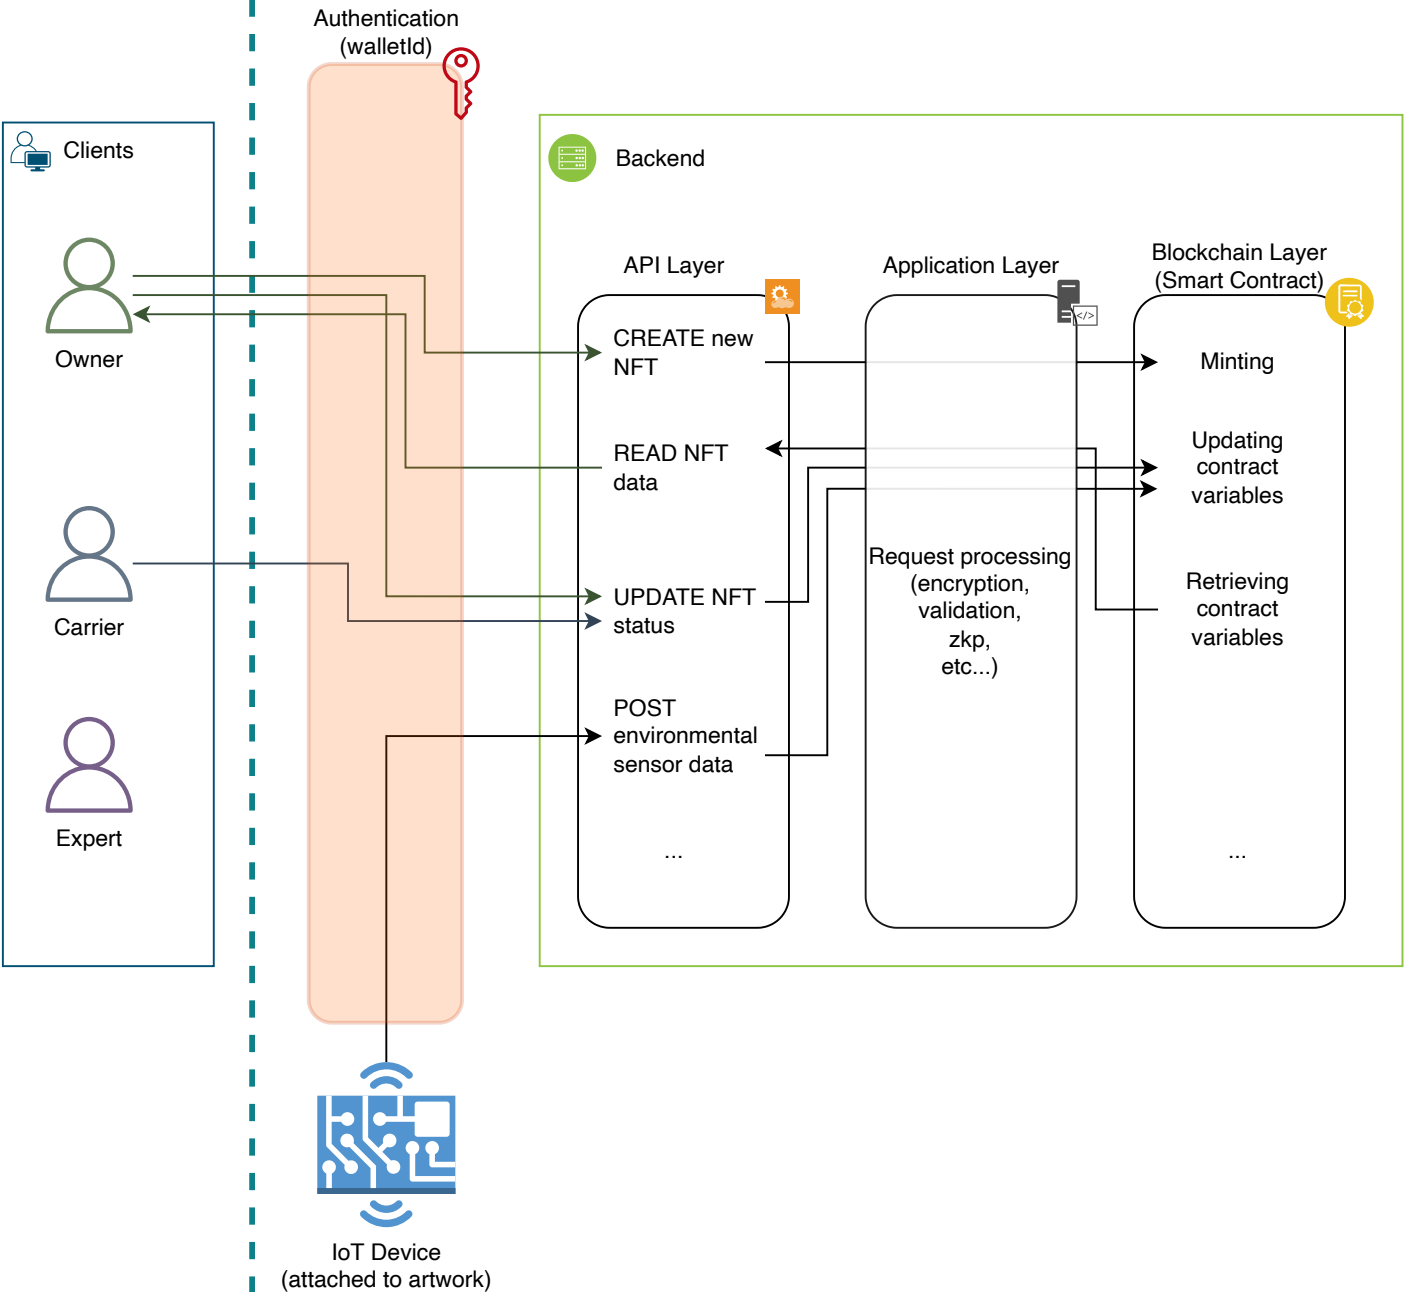 Authentication
(walletId)
Clients
Owner
Carrier
Expert
Backend
API Layer
CREATE new
NFT
READ NFT
data
UPDATE NFT
status
POST
environmental
sensor data
...
Application Layer
</>
Request processing
(encryption,
validation,
zkp,
etc...)
Blockchain Layer
(Smart Contract)
Minting
Updating
contract
variables
Retrieving
contract
variables
...
IoT Device
(attached to artwork)